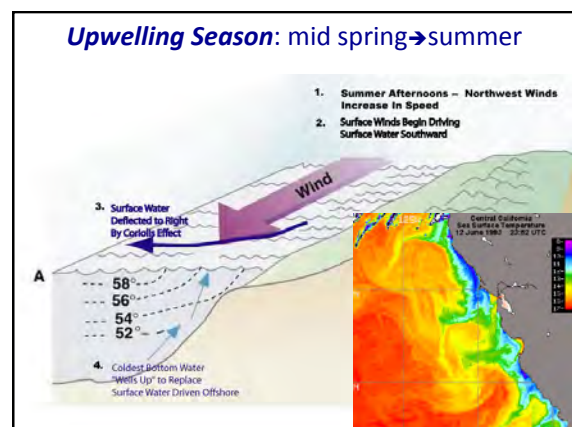 Upwelling Season: mid spring➔summer
1. Summer Afternoons – Northwest Winds
Increase In Speed
2. Surface Winds Begin Driving
Surface Water Southward
Wind
3. Surface Water
Deflected to Right
By Coriolis Effect
A
58°
56°
54°
52°
4. Coldest Bottom Water
"Wells Up" to Replace
Surface Water Driven Offshore
Central California
Sea Surface Temperature